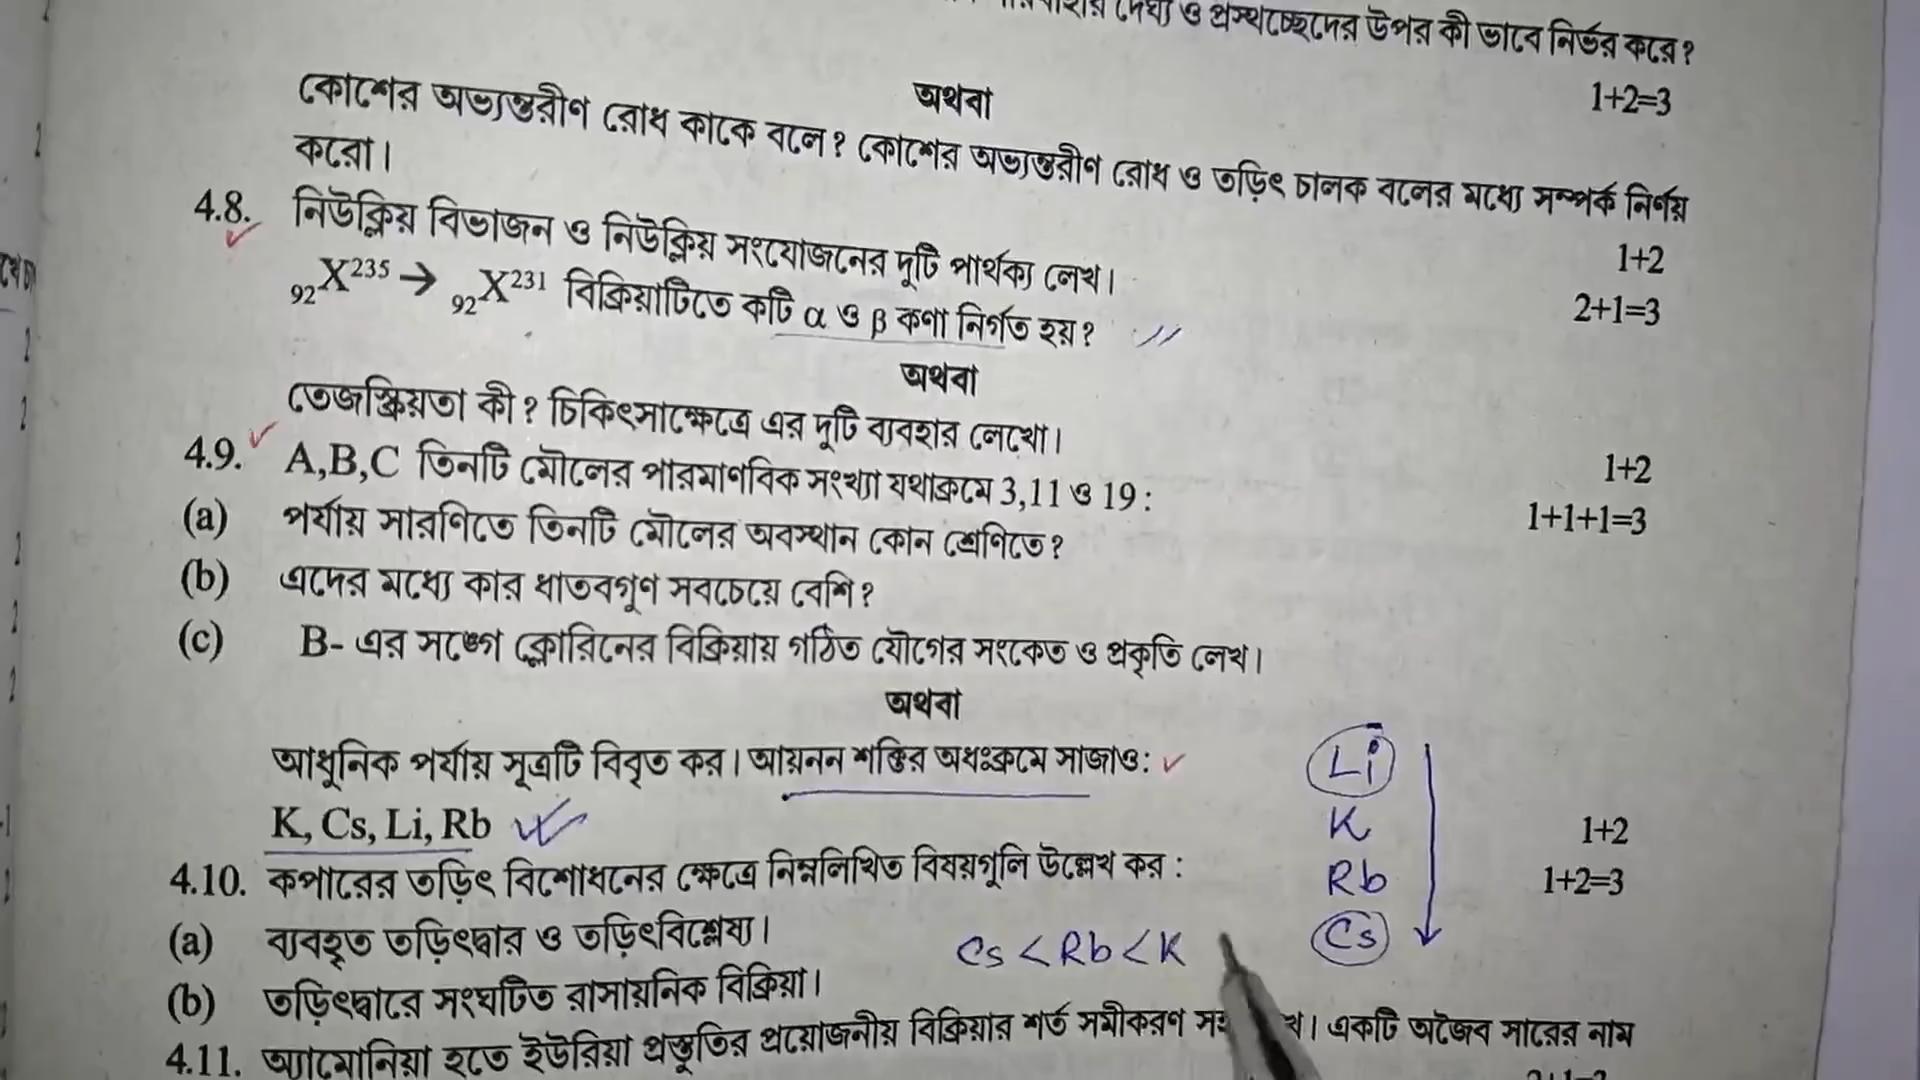 দৈর্ঘ্য ও প্রস্থচ্ছেদের উপর কী ভাবে নির্ভর করে?
অথবা 1+2=3
কোশের অভ্যন্তরীণ রোধ কাকে বলে? কোশের অভ্যন্তরীণ রোধ ও তড়িৎ চালক বলের মধ্যে সম্পর্ক নির্ণয়
করো। 1+2
4.8. নিউক্লিয় বিভাজন ও নিউক্লিয় সংযোজনের দুটি পার্থক্য লেখ। 2+1=3
₉₂X²³⁵ → ₉₂X²³¹ বিক্রিয়াটিতে কটি α ও β কণা নির্গত হয়?
অথবা
তেজস্ক্রিয়তা কী? চিকিৎসাক্ষেত্রে এর দুটি ব্যবহার লেখো। 1+2
4.9. A,B,C তিনটি মৌলের পারমাণবিক সংখ্যা যথাক্রমে 3,11 ও 19 : 1+1+1=3
(a) পর্যায় সারণিতে তিনটি মৌলের অবস্থান কোন শ্রেণিতে?
(b) এদের মধ্যে কার ধাতবগুণ সবচেয়ে বেশি?
(c) B- এর সঙ্গে ক্লোরিনের বিক্রিয়ায় গঠিত যৌগের সংকেত ও প্রকৃতি লেখ।
অথবা
আধুনিক পর্যায় সূত্রটি বিবৃত কর। আয়নন শক্তির অধঃক্রমে সাজাও:
Li
K, Cs, Li, Rb 1+2
K
4.10. কপারের তড়িৎ বিশোধনের ক্ষেত্রে নিম্নলিখিত বিষয়গুলি উল্লেখ কর : 1+2=3
Rb
(a) ব্যবহৃত তড়িৎদ্বার ও তড়িৎবিশ্লেষ্য।
Cs < Rb < K
Cs
(b) তড়িৎদ্বারে সংঘটিত রাসায়নিক বিক্রিয়া।
4.11. অ্যামোনিয়া হতে ইউরিয়া প্রস্তুতির প্রয়োজনীয় বিক্রিয়ার শর্ত সমীকরণ একটি অজৈব সারের নাম